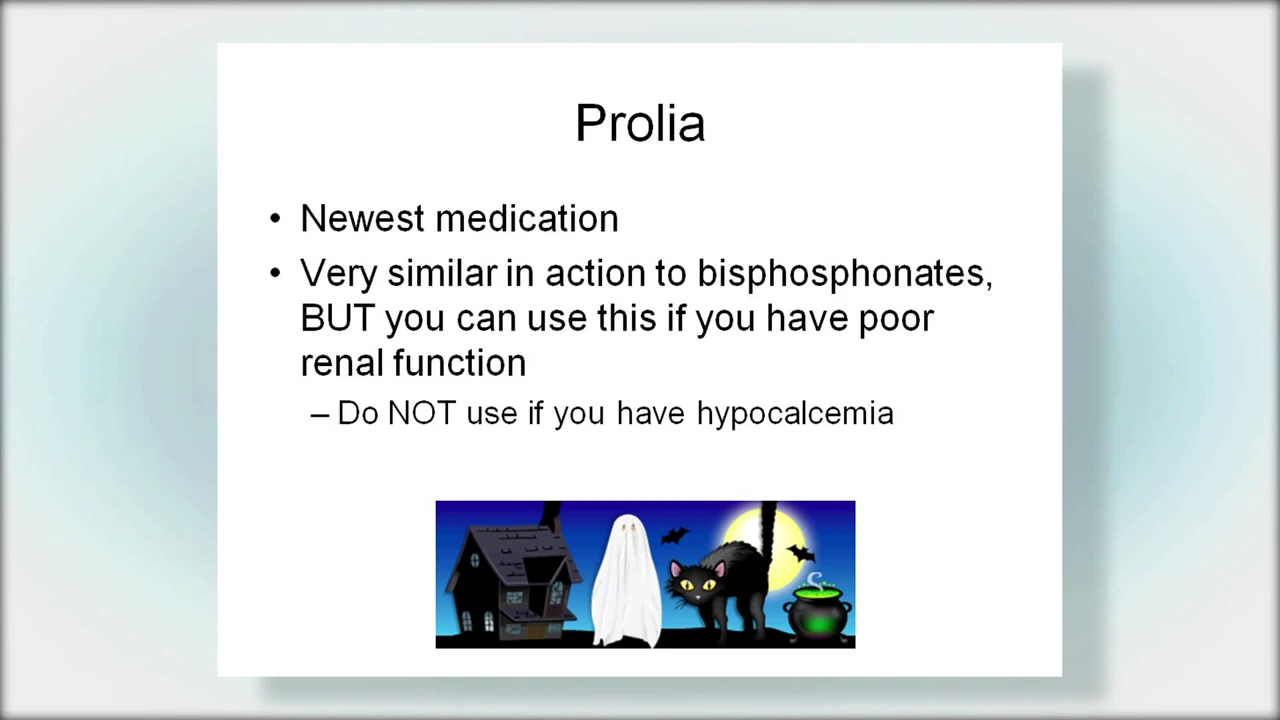 Prolia
• Newest medication
• Very similar in action to bisphosphonates,
BUT you can use this if you have poor
renal function
– Do NOT use if you have hypocalcemia